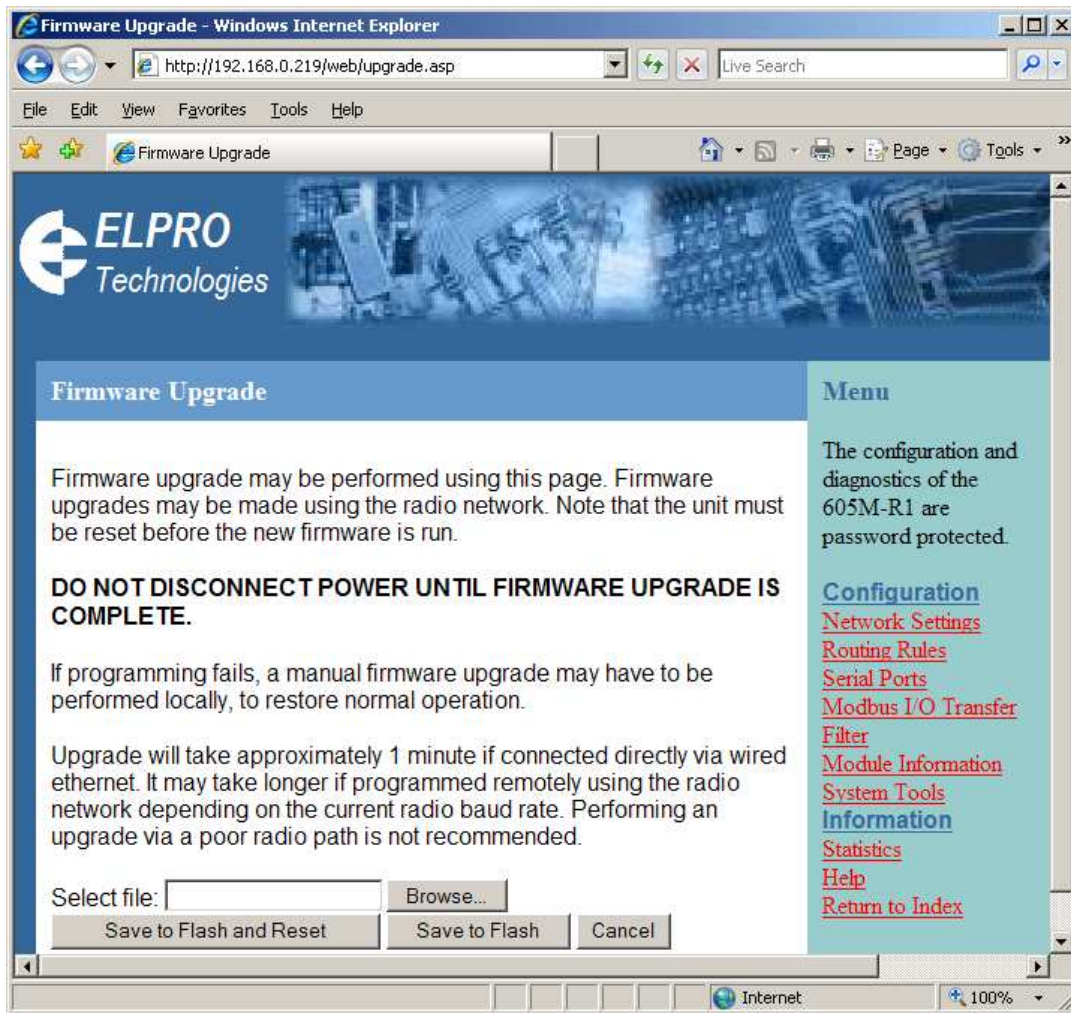 Firmware Upgrade - Windows Internet Explorer
http://192.168.0.219/web/upgrade.asp
Live Search
File Edit View Favorites Tools Help
Firmware Upgrade
Page
Tools
»
ELPRO
Technologies
Firmware Upgrade
Firmware upgrade may be performed using this page. Firmware
upgrades may be made using the radio network. Note that the unit must
be reset before the new firmware is run.
DO NOT DISCONNECT POWER UNTIL FIRMWARE UPGRADE IS
COMPLETE.
If programming fails, a manual firmware upgrade may have to be
performed locally, to restore normal operation.
Upgrade will take approximately 1 minute if connected directly via wired
ethernet. It may take longer if programmed remotely using the radio
network depending on the current radio baud rate. Performing an
upgrade via a poor radio path is not recommended.
Select file:
Browse...
Save to Flash and Reset
Save to Flash
Cancel
Menu
The configuration and
diagnostics of the
605M-R1 are
password protected.
Configuration
Network Settings
Routing Rules
Serial Ports
Modbus I/O Transfer
Filter
Module Information
System Tools
Information
Statistics
Help
Return to Index
Internet
100%